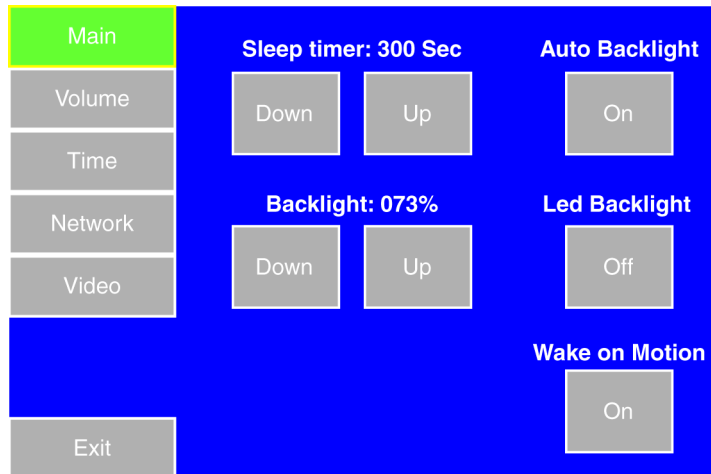 Main
Volume
Time
Network
Video
Exit
Sleep timer: 300 Sec
Down
Up
Backlight: 073%
Down
Up
Auto Backlight
On
Led Backlight
Off
Wake on Motion
On